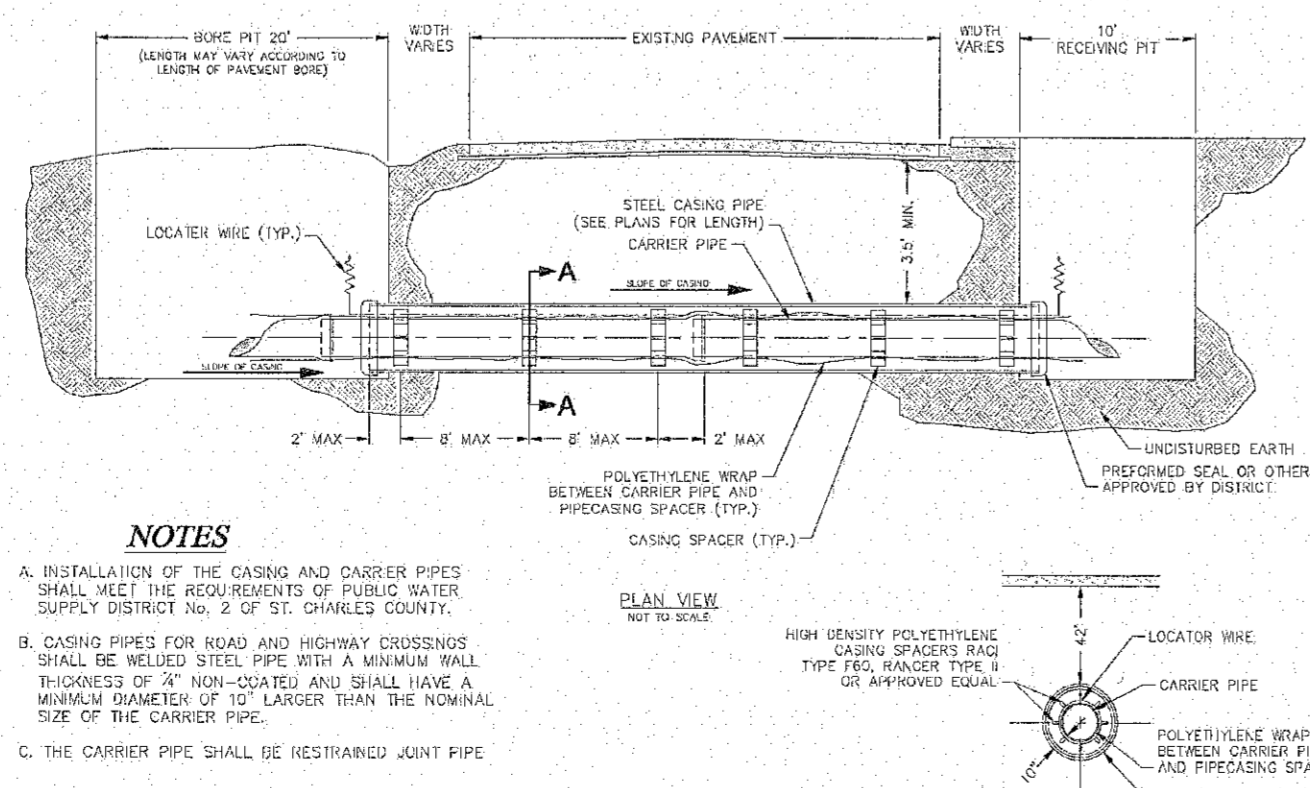 BORE PIT 20'
(LENGTH MAY VARY ACCORDING TO
LENGTH OF PAVEMENT BORE)
WIDTH
VARIES
EXISTING PAVEMENT
WIDTH
VARIES
10'
RECEIVING PIT
LOCATER WIRE (TYP.)
STEEL CASING PIPE
(SEE PLANS FOR LENGTH)
CARRIER PIPE
3.5' MIN.
A
SLOPE OF CASING
SLOPE OF CASING
A
2" MAX
8' MAX
8' MAX
2' MAX
UNDISTURBED EARTH
PREFORMED SEAL OR OTHER
APPROVED BY DISTRICT
POLYETHYLENE WRAP
BETWEEN CARRIER PIPE AND
PIPECASING SPACER (TYP.)
CASING SPACER (TYP.)
NOTES
A. INSTALLATION OF THE CASING AND CARRIER PIPES
SHALL MEET THE REQUIREMENTS OF PUBLIC WATER
SUPPLY DISTRICT No. 2 OF ST. CHARLES COUNTY.
B. CASING PIPES FOR ROAD AND HIGHWAY CROSSINGS
SHALL BE WELDED STEEL PIPE WITH A MINIMUM WALL
THICKNESS OF NON-COATED AND SHALL HAVE A
MINIMUM DIAMETER OF 10" LARGER THAN THE NOMINAL
SIZE OF THE CARRIER PIPE.
C. THE CARRIER PIPE SHALL BE RESTRAINED JOINT PIPE
PLAN VIEW
NOT TO SCALE
HIGH DENSITY POLYETHYLENE
CASING SPACERS RACI
TYPE F60, RANCER TYPE II
OR APPROVED EQUAL
42"
LOCATOR WIRE
CARRIER PIPE
POLYETHYLENE WRAP
BETWEEN CARRIER PI
AND PIPECASING SPA
10"